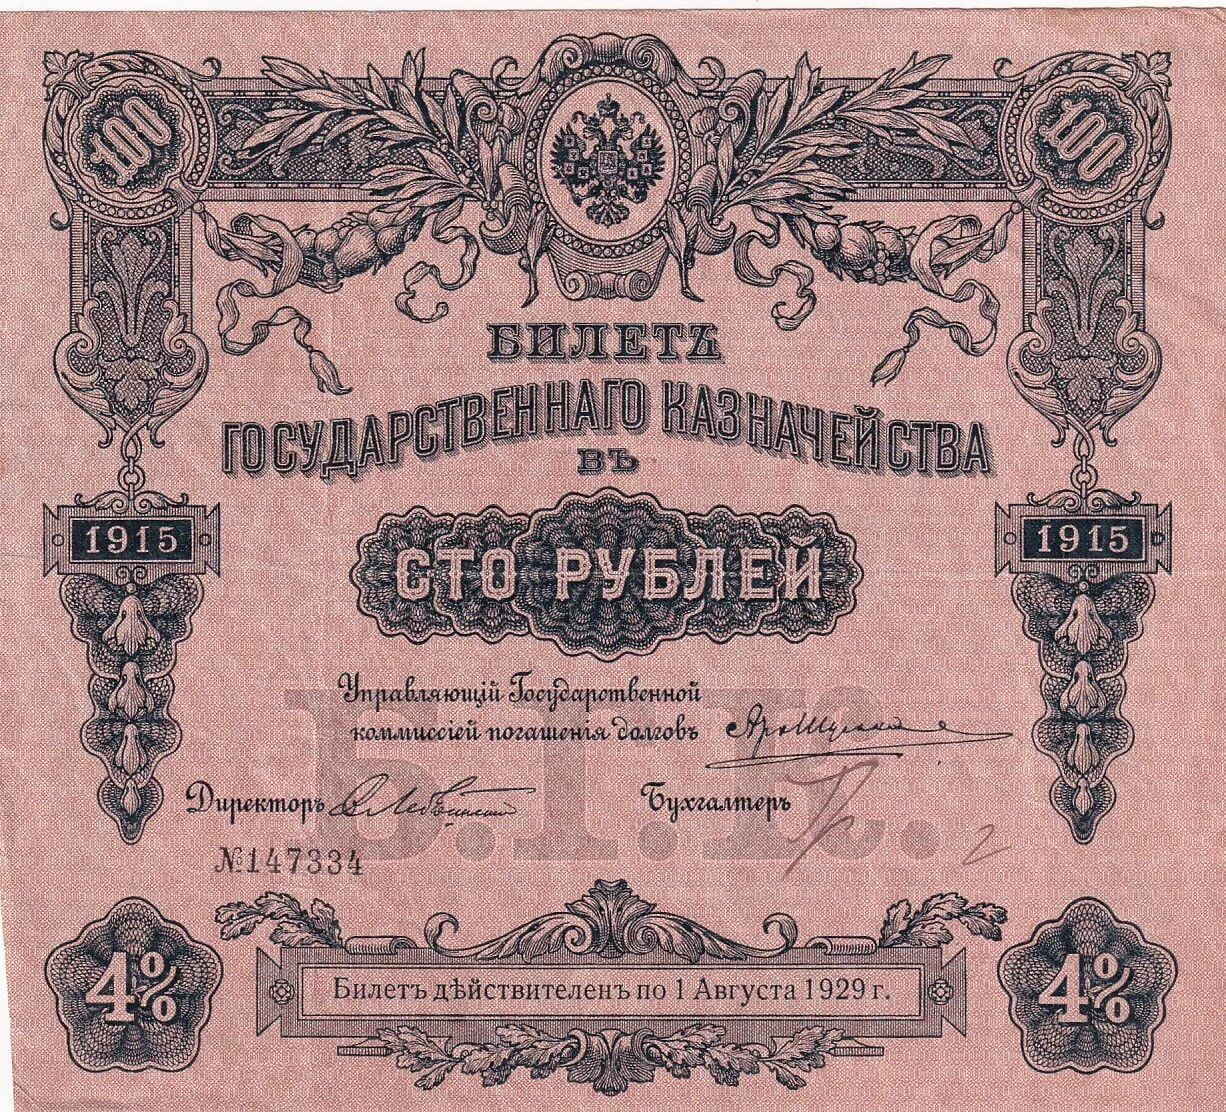 100 100
БИЛЕТЪ
ГОСУДАРСТВЕННАГО КАЗНАЧЕЙСТВА
ВЪ
1915 1915
СТО РУБЛЕЙ
Управляющій Государственной
коммиссіей погашенія долговъ
Директоръ Бухгалтеръ
№147334
4% 4%
Билетъ дѣйствителенъ по 1 Августа 1929 г.